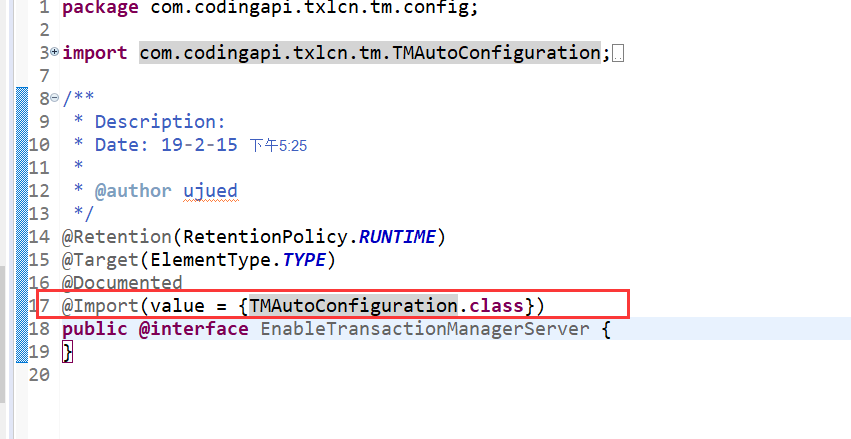 1 package com.codingapi.txlcn.tm.config;
2
3 import com.codingapi.txlcn.tm.TMAutoConfiguration;
7
8 /**
9 * Description:
10 * Date: 19-2-15 下午5:25
11 *
12 * @author ujued
13 */
14 @Retention(RetentionPolicy.RUNTIME)
15 @Target(ElementType.TYPE)
16 @Documented
17 @Import(value = {TMAutoConfiguration.class})
18 public @interface EnableTransactionManagerServer {
19 }
20